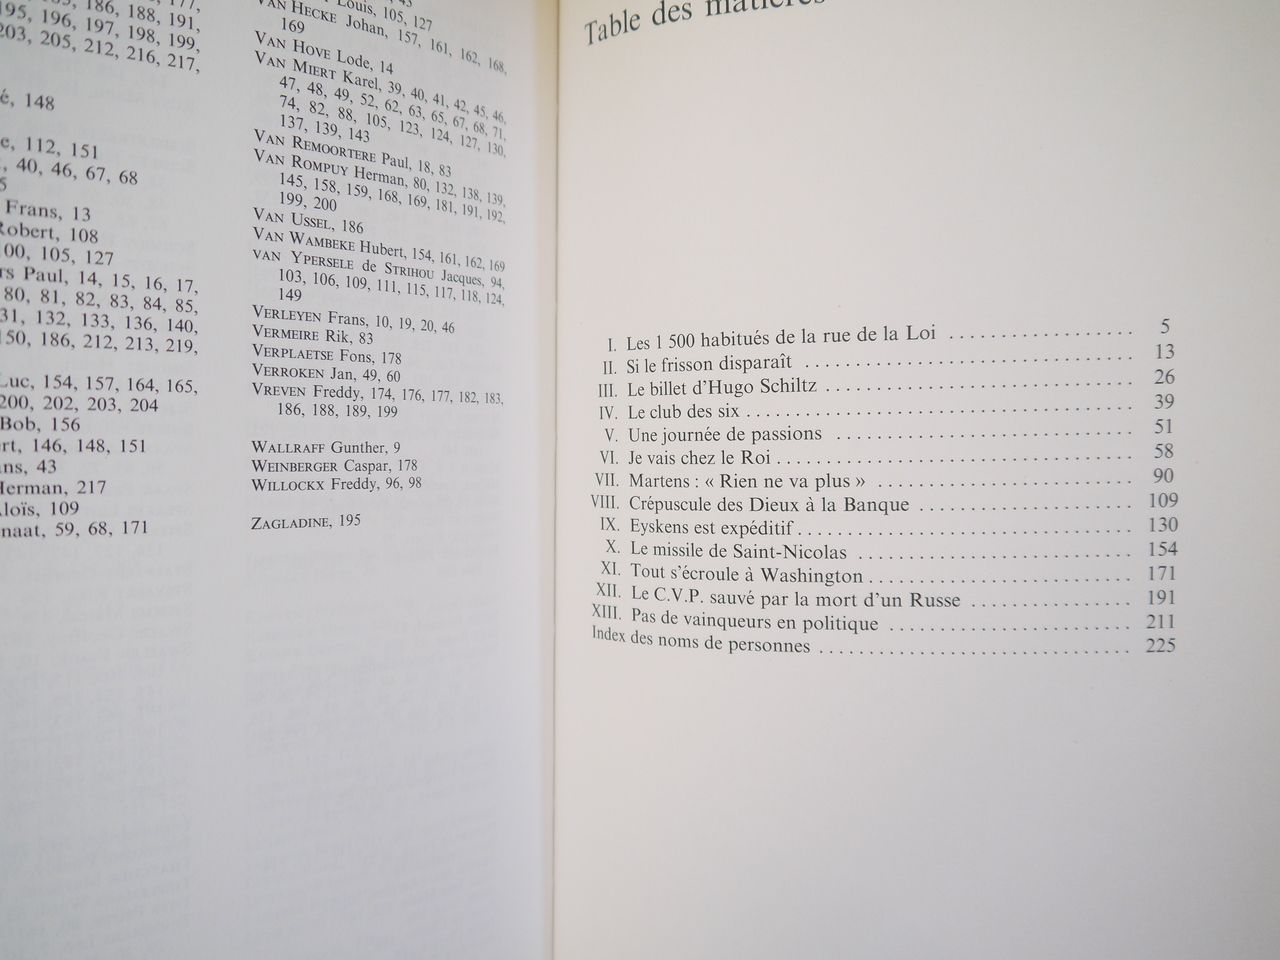 186, 188, 191,
195, 196, 197, 198, 199,
203, 205, 212, 216, 217,
148
112, 151
40, 46, 67, 68
Frans, 13
Robert, 108
105, 127
Paul, 14, 15, 16, 17,
80, 81, 82, 83, 84, 85,
132, 133, 136, 140,
150, 186, 212, 213, 219,
Luc, 154, 157, 164, 165,
200, 202, 203, 204
Bob, 156
146, 148, 151
43
Herman, 217
Aloïs, 109
59, 68, 171
Louis, 105, 127
VAN HECKE Johan, 157, 161, 162, 168,
169
VAN HOVE Lode, 14
VAN MIERT Karel, 39, 40, 41, 42, 45, 46,
47, 48, 49, 52, 62, 63, 65, 67, 68, 71,
74, 82, 88, 105, 123, 124, 127, 130,
137, 139, 143
VAN REMOORTERE Paul, 18, 83
VAN ROMPUY Herman, 80, 132, 138, 139,
145, 158, 159, 168, 169, 181, 191, 192,
199, 200
VAN USSEL, 186
VAN WAMBEKE Hubert, 154, 161, 162, 169
VAN YPERSELE de STRIHOU Jacques, 94,
103, 106, 109, 111, 115, 117, 118, 124,
149
VERLEYEN Frans, 10, 19, 20, 46
VERMEIRE Rik, 83
VERPLAETSE Fons, 178
VERROKEN Jan, 49, 60
VREVEN Freddy, 174, 176, 177, 182, 183,
186, 188, 189, 199
WALLRAFF Gunther, 9
WEINBERGER Caspar, 178
WILLOCKX Freddy, 96, 98
ZAGLADINE, 195
Table des matières
I. Les 1 500 habitués de la rue de la Loi ................ 5
II. Si le frisson disparaît ................ 13
III. Le billet d'Hugo Schiltz ................ 26
IV. Le club des six ................ 39
V. Une journée de passions ................ 51
VI. Je vais chez le Roi ................ 58
VII. Martens : « Rien ne va plus » ................ 90
VIII. Crépuscule des Dieux à la Banque ................ 109
IX. Eyskens est expéditif ................ 130
X. Le missile de Saint-Nicolas ................ 154
XI. Tout s'écroule à Washington ................ 171
XII. Le C.V.P. sauvé par la mort d'un Russe ................ 191
XIII. Pas de vainqueurs en politique ................ 211
Index des noms de personnes ................ 225